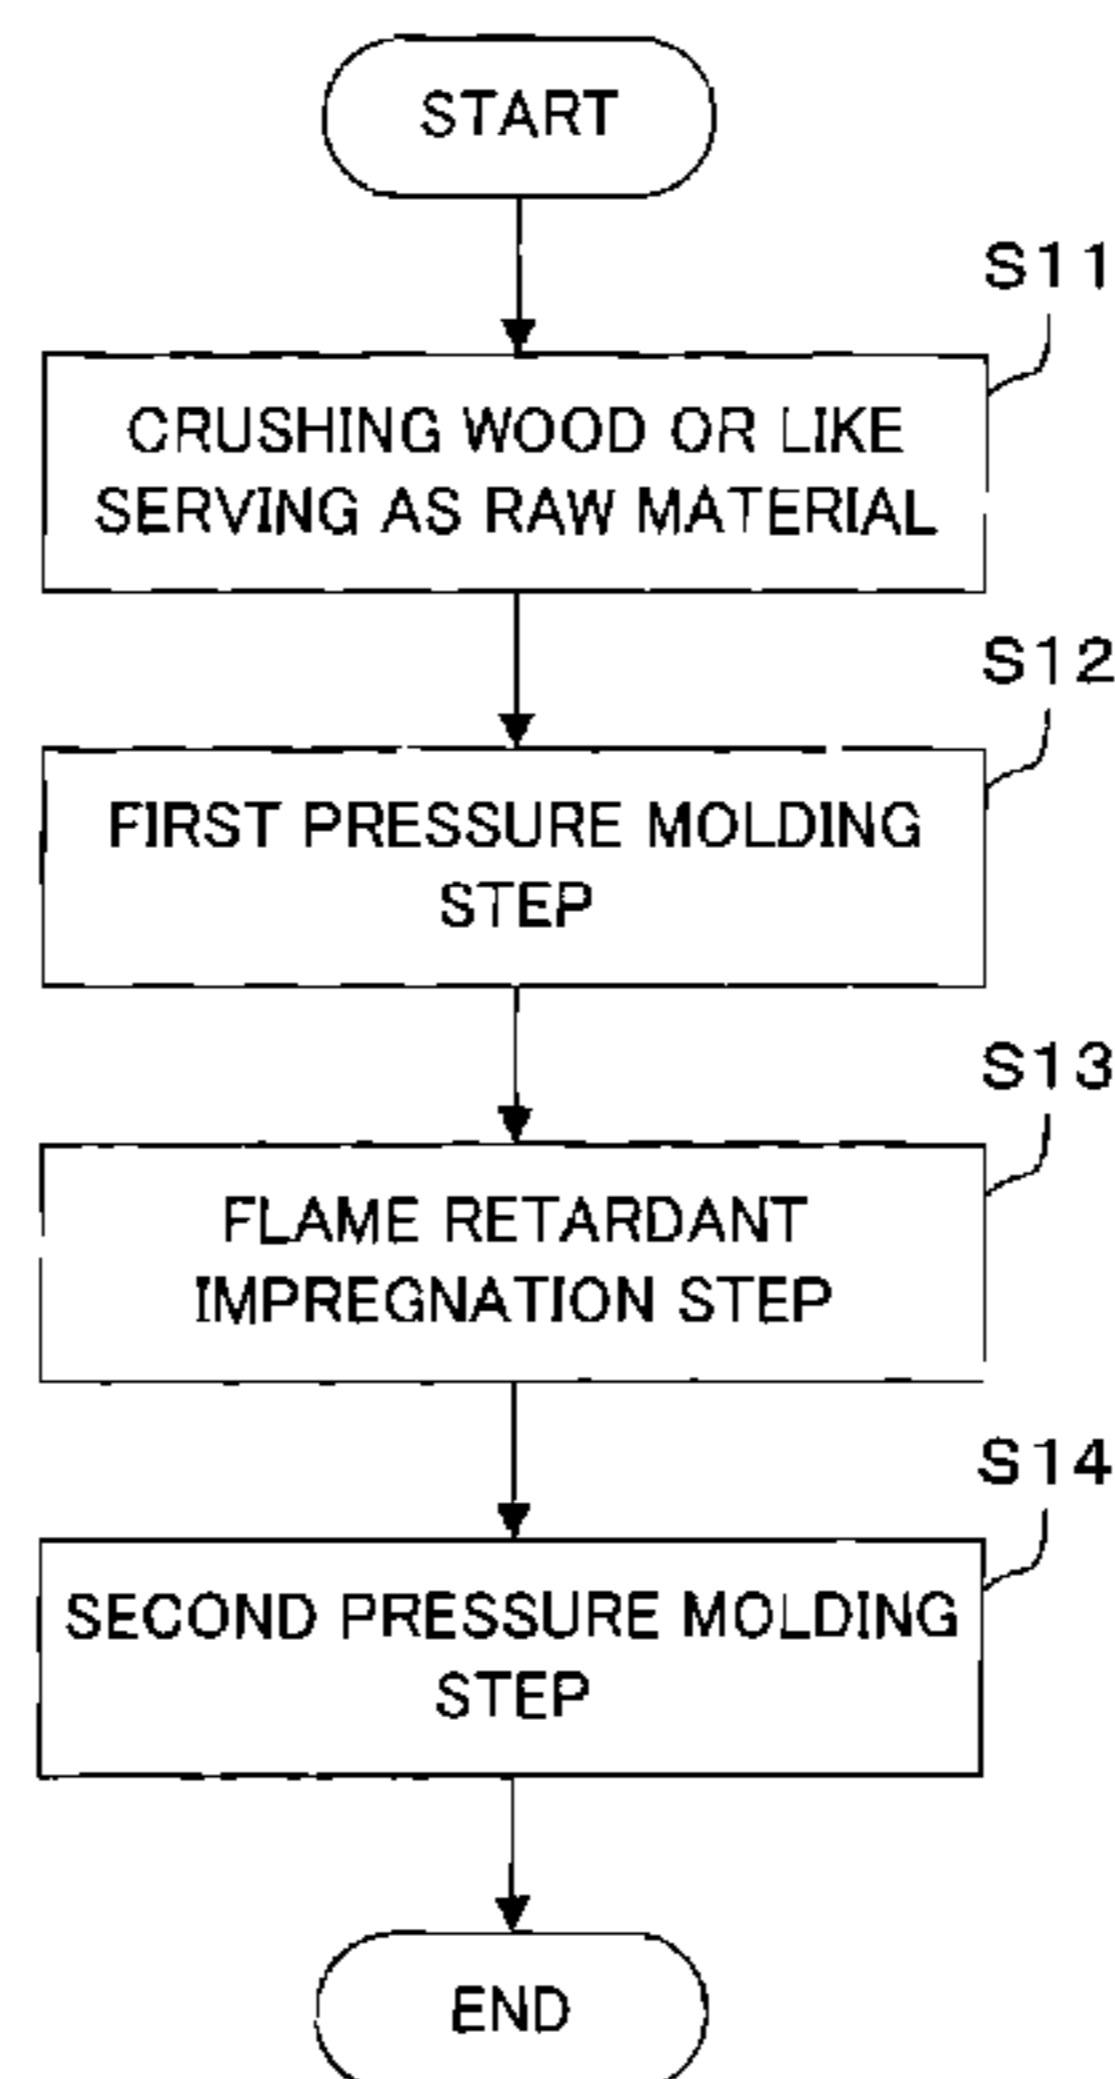 START
S11
CRUSHING WOOD OR LIKE
SERVING AS RAW MATERIAL
S12
FIRST PRESSURE MOLDING
STEP
S13
FLAME RETARDANT
IMPREGNATION STEP
S14
SECOND PRESSURE MOLDING
STEP
END